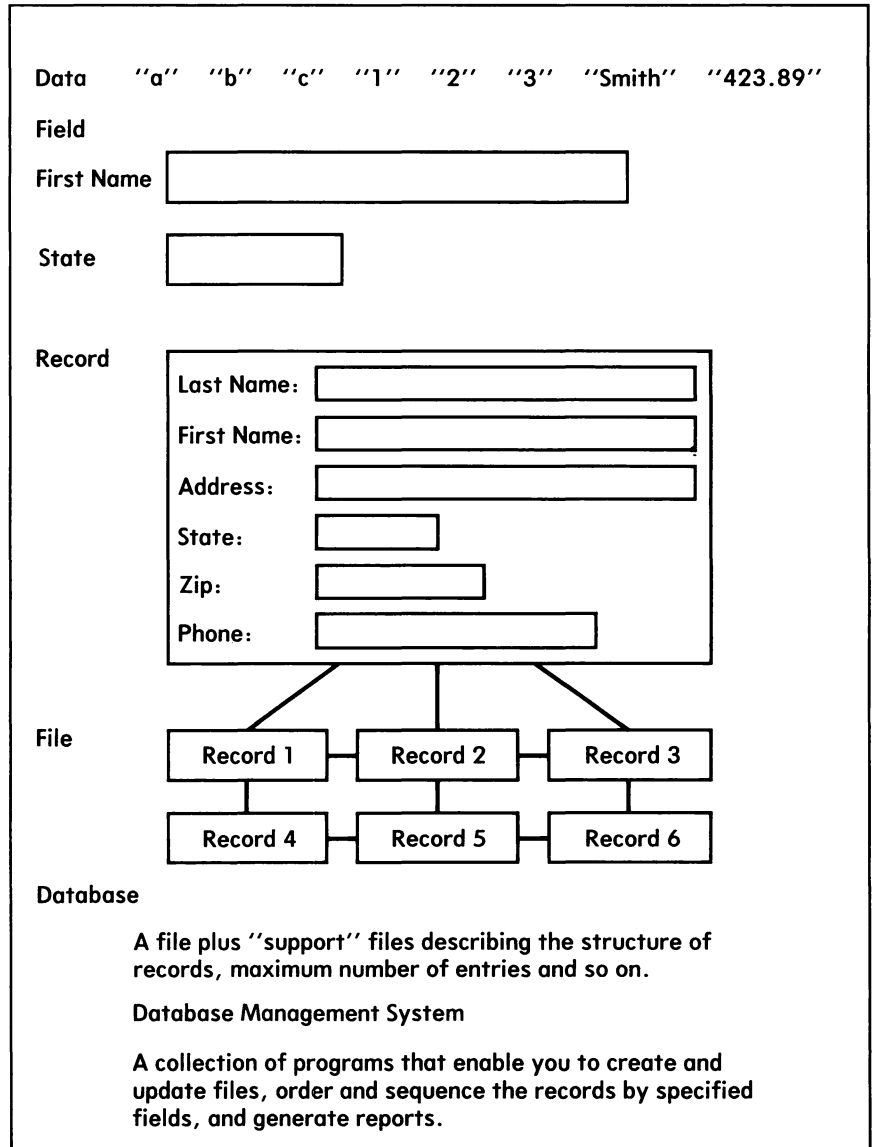 Data ''a'' ''b'' ''c'' ''1'' ''2'' ''3'' ''Smith'' ''423.89''
Field
First Name
State
Record
Last Name:
First Name:
Address:
State:
Zip:
Phone:
File
Record 1 Record 2 Record 3
Record 4 Record 5 Record 6
Database
A file plus ''support'' files describing the structure of
records, maximum number of entries and so on.
Database Management System
A collection of programs that enable you to create and
update files, order and sequence the records by specified
fields, and generate reports.